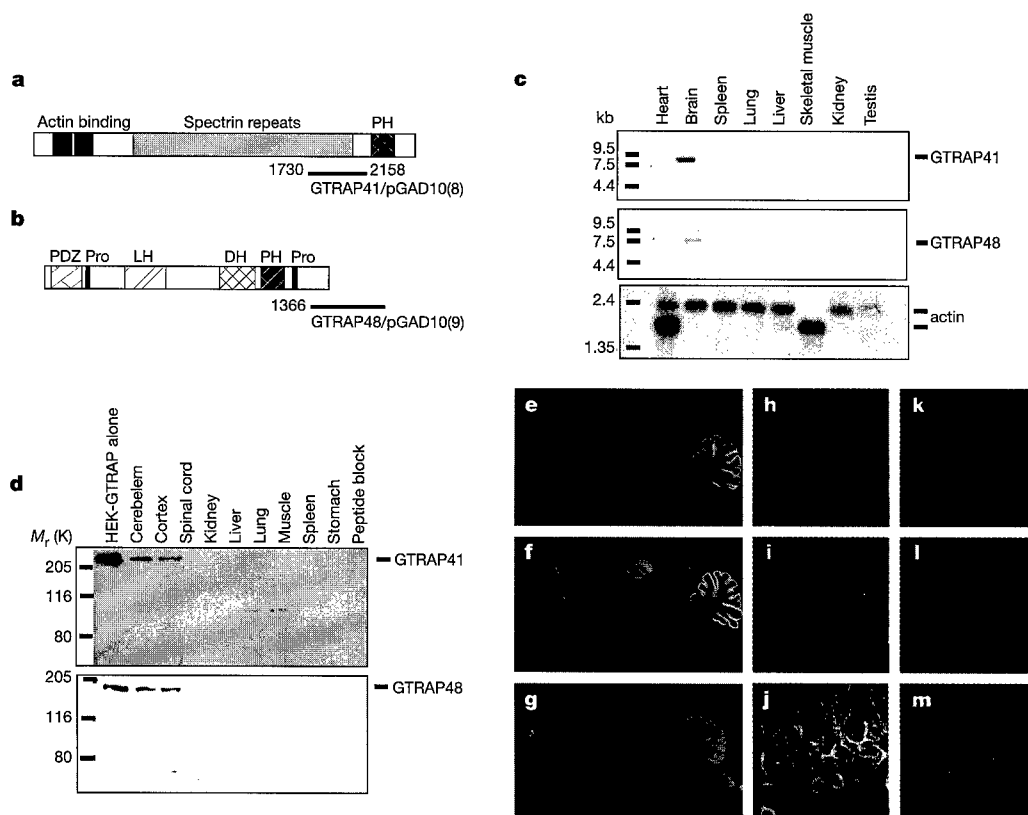 a
Actin binding Spectrin repeats PH
1730 2158
GTRAP41/pGAD10(8)
b
PDZ Pro LH DH PH Pro
1366
GTRAP48/pGAD10(9)
c
kb Heart Brain Spleen Lung Liver Skeletal muscle Kidney Testis
9.5
7.5
4.4
GTRAP41
9.5
7.5
4.4
GTRAP48
2.4
1.35
actin
d
Mr (K) HEK-GTRAP alone Cerebelem Cortex Spinal cord Kidney Liver Lung Muscle Spleen Stomach Peptide block
205
116
80
GTRAP41
205
116
80
GTRAP48
e h k
f i l
g j m